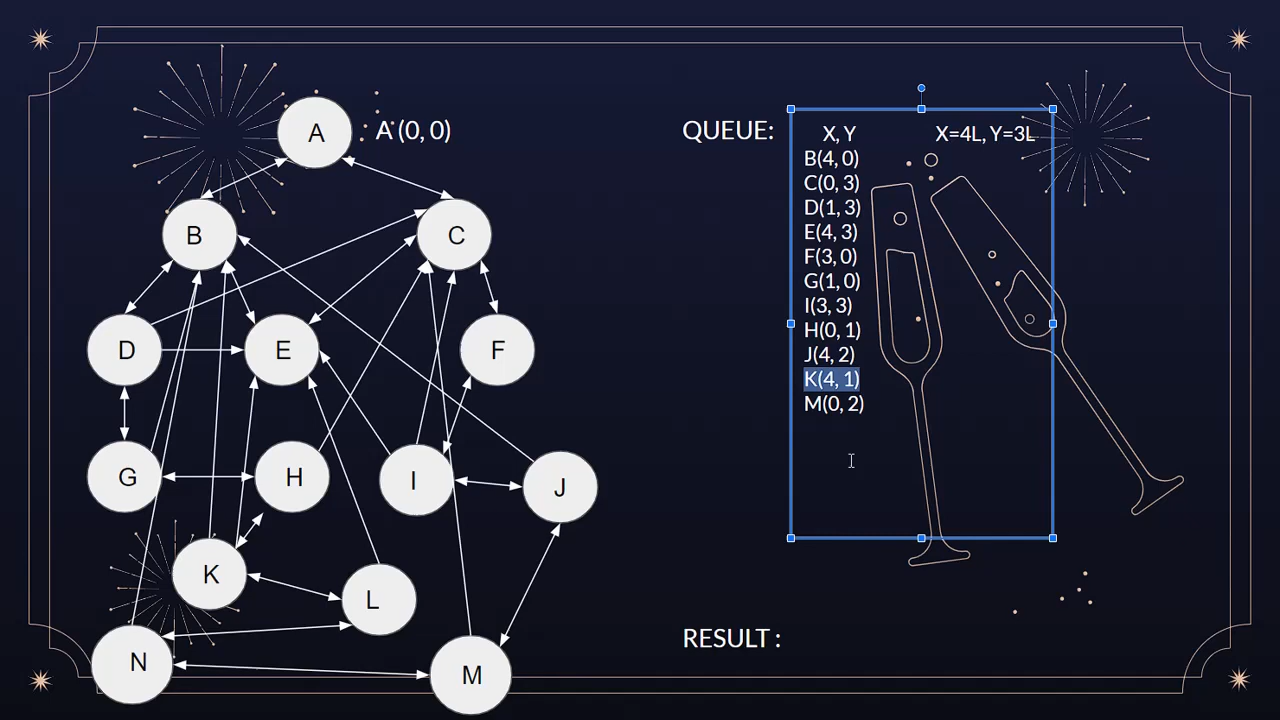 A
A (0, 0)
B
C
D
E
F
G
H
I
J
K
L
N
M
QUEUE:
X, Y
X=4L, Y=3L
B(4, 0)
C(0, 3)
D(1, 3)
E(4, 3)
F(3, 0)
G(1, 0)
I(3, 3)
H(0, 1)
J(4, 2)
K(4, 1)
M(0, 2)
RESULT :